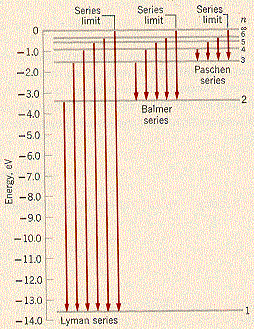 Series limit
Series limit
Series limit
n
∞
6
5
4
3
2
1
0
−1.0
−2.0
−3.0
−4.0
−5.0
−6.0
−7.0
−8.0
−9.0
−10.0
−11.0
−12.0
−13.0
−14.0
Energy, eV
Paschen
series
Balmer
series
Lyman series